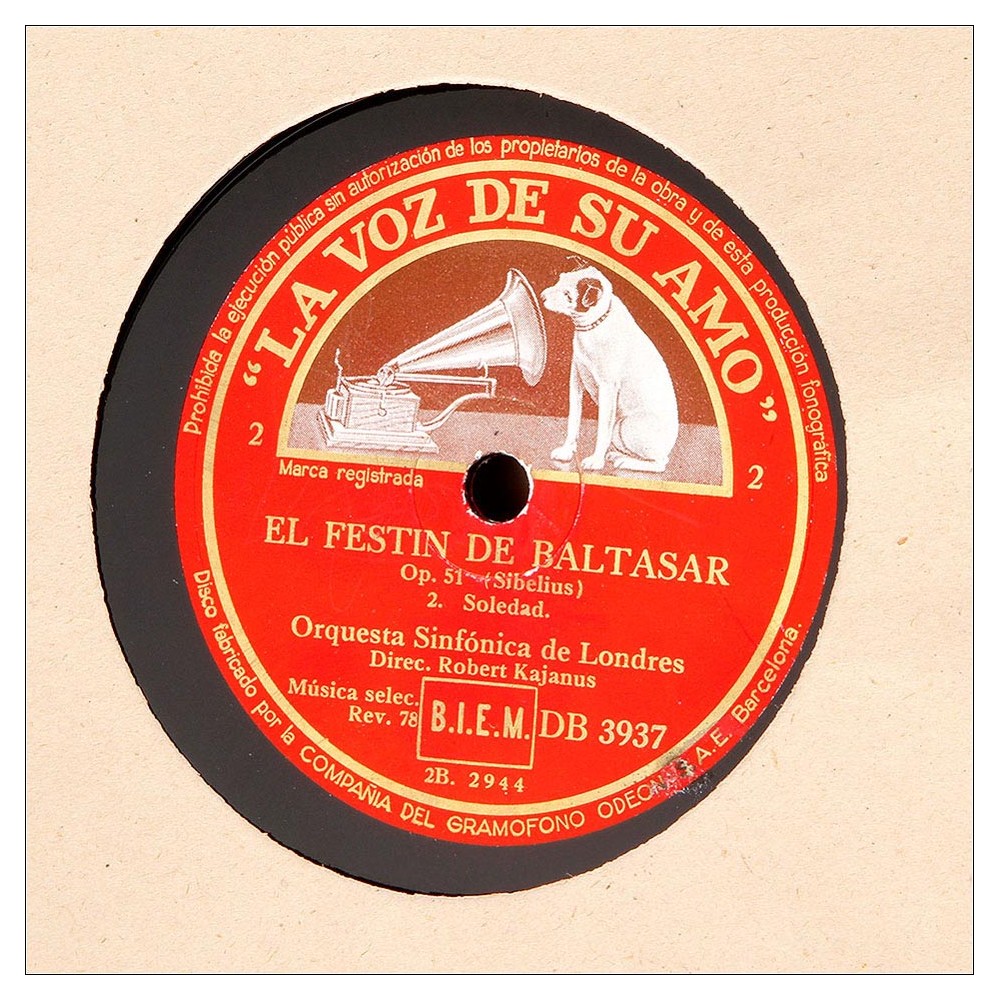 Prohibida la ejecución pública sin autorización de los propietarios de la obra y de esta producción fonográfica
"LA VOZ DE SU AMO"
2 2
Marca registrada
EL FESTIN DE BALTASAR
Op. 51 (Sibelius)
2. Soledad.
Orquesta Sinfónica de Londres
Direc. Robert Kajanus
Música selec.
Rev. 78
B.I.E.M.
DB 3937
2B. 2944
Disco fabricado por la COMPAÑIA DEL GRAMOFONO ODEON A.E. Barcelona.